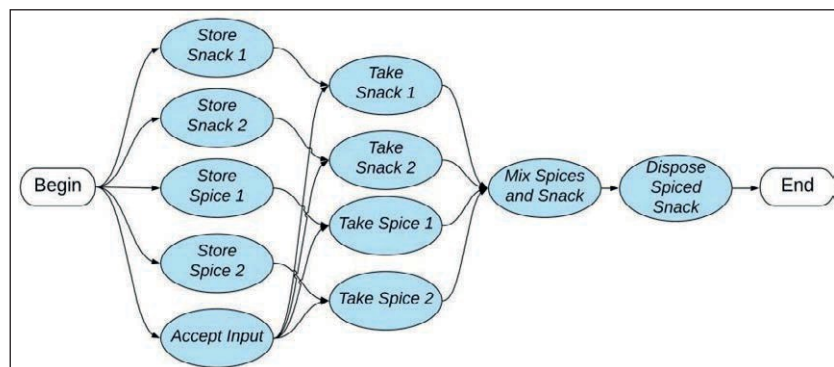 Begin
Store
Snack 1
Store
Snack 2
Store
Spice 1
Store
Spice 2
Accept Input
Take
Snack 1
Take
Snack 2
Take Spice 1
Take Spice 2
Mix Spices
and Snack
Dispose
Spiced
Snack
End